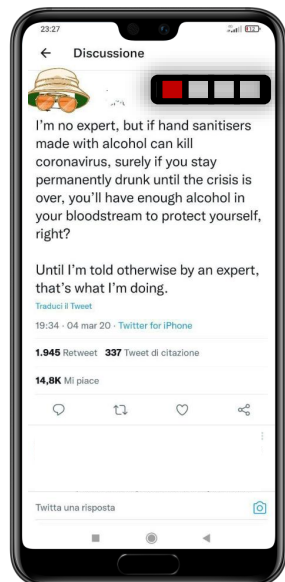 23:27
Discussione
I'm no expert, but if hand sanitisers
made with alcohol can kill
coronavirus, surely if you stay
permanently drunk until the crisis is
over, you'll have enough alcohol in
your bloodstream to protect yourself,
right?
Until I'm told otherwise by an expert,
that's what I'm doing.
Traduci il Tweet
19:34 · 04 mar 20 · Twitter for iPhone
1.945 Retweet 337 Tweet di citazione
14,8K Mi piace
Twitta una risposta